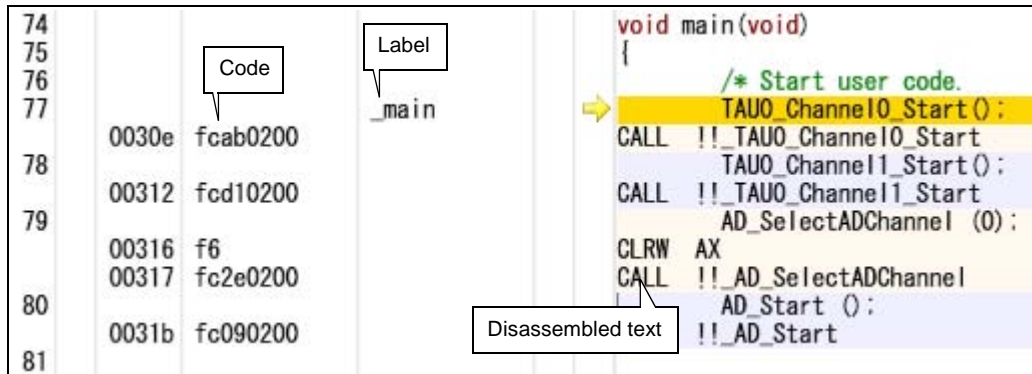 74 void main(void)
75 {
76 /* Start user code.
77 _main TAU0_Channel0_Start();
0030e fcab0200 CALL !!_TAU0_Channel0_Start
78 TAU0_Channel1_Start();
00312 fcd10200 CALL !!_TAU0_Channel1_Start
79 AD_SelectADChannel (0);
00316 f6 CLRW AX
00317 fc2e0200 CALL !!_AD_SelectADChannel
80 AD_Start ();
0031b fc090200 !!_AD_Start
81
Code
Label
Disassembled text